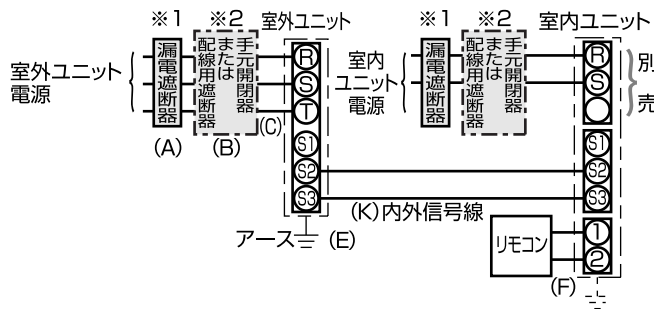 ※1
※2
室外ユニット
室外ユニット
電源
漏電遮断器
手元開閉器
または
配線用遮断器
R
S
T
S1
S2
S3
(A)
(B)
(C)
アース
(E)
※1
※2
室内ユニット
室内
ユニット
電源
漏電遮断器
手元開閉器
または
配線用遮断器
R
S
別売
S1
S2
S3
(K)内外信号線
リモコン
1
2
(F)